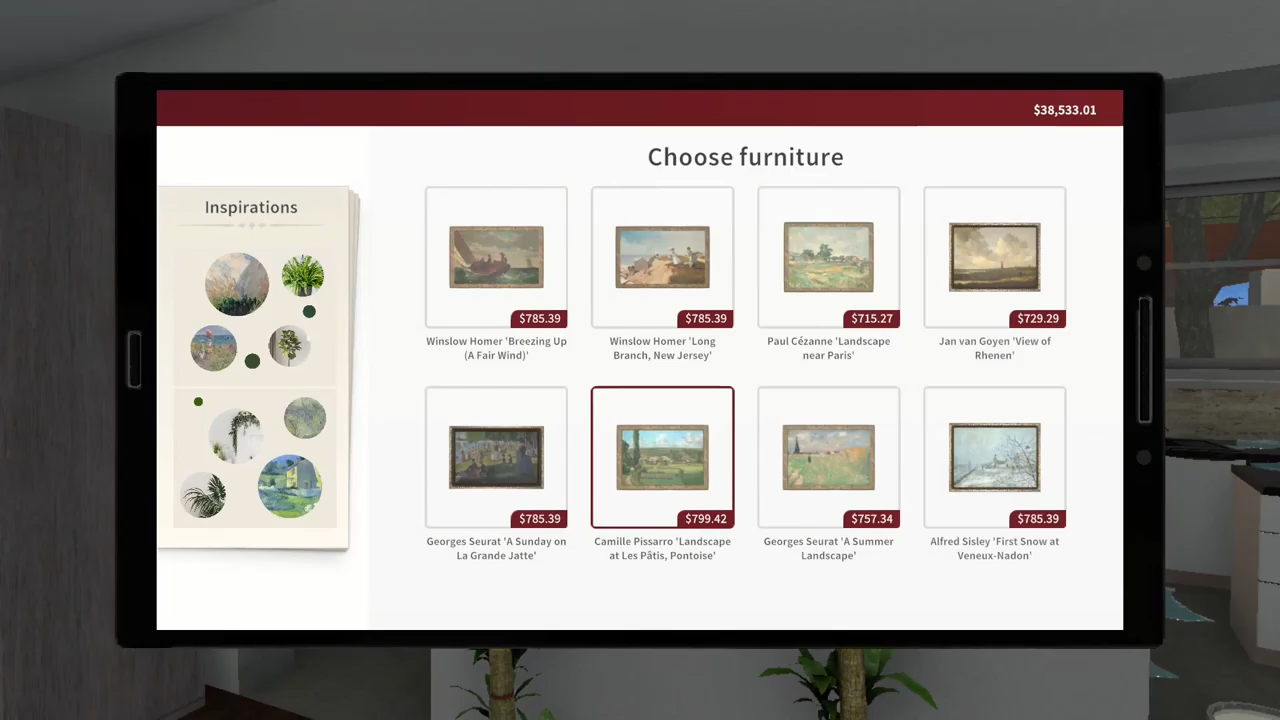 $38,533.01
Choose furniture
Inspirations
$785.39
$785.39
$715.27
$729.29
Winslow Homer 'Breezing Up
(A Fair Wind)'
Winslow Homer 'Long
Branch, New Jersey'
Paul Cézanne 'Landscape
near Paris'
Jan van Goyen 'View of
Rhenen'
$785.39
$799.42
$757.34
$785.39
Georges Seurat 'A Sunday on
La Grande Jatte'
Camille Pissarro 'Landscape
at Les Pâtis, Pontoise'
Georges Seurat 'A Summer
Landscape'
Alfred Sisley 'First Snow at
Veneux-Nadon'